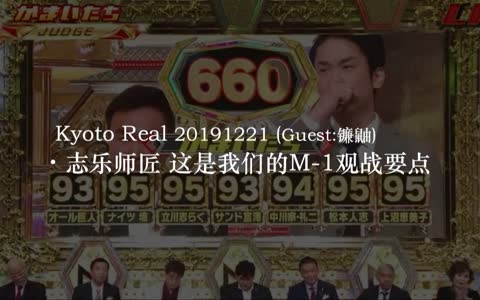 かまいたち
JUDGE
660
Kyoto Real 20191221 (Guest:镰鼬)
・志乐师匠 这是我们的M-1观战要点
93 95 95 95 95
オール巨人 ナイツ 塙 立川志らく サンド富澤 中川家・礼二 松本人志 上沼恵美子